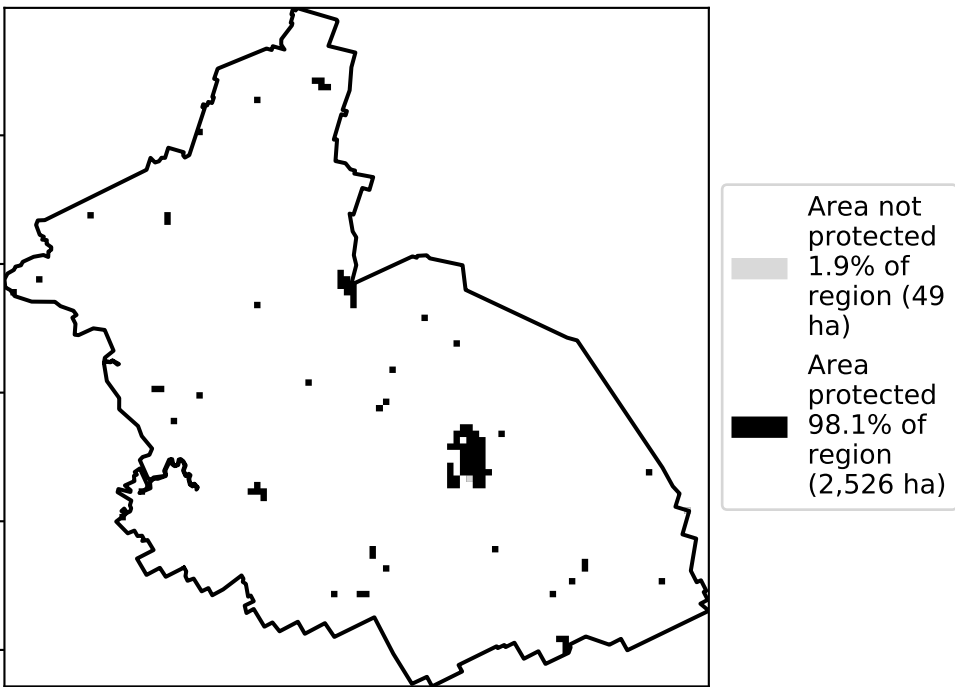 Area not
protected
1.9% of
region (49
ha)
Area
protected
98.1% of
region
(2,526 ha)